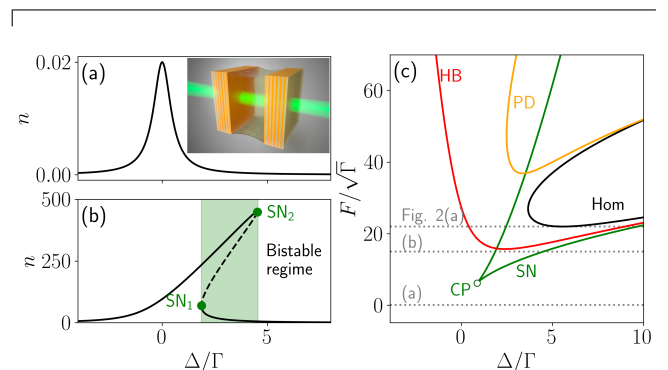 (a)
0.02
0.00
n
0
(b)
500
250
0
n
SN₂
SN₁
Bistable
regime
0
5
Δ/Γ
(c)
HB
PD
Hom
Fig. 2(a)
(b)
SN
CP
(a)
60
40
20
0
F/√Γ
0
5
10
Δ/Γ